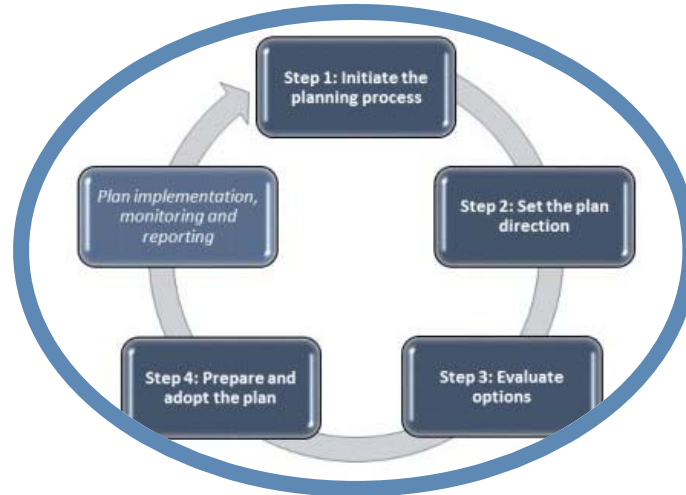 Step 1: Initiate the
planning process
Step 2: Set the plan
direction
Step 3: Evaluate
options
Step 4: Prepare and
adopt the plan
Plan implementation,
monitoring and
reporting